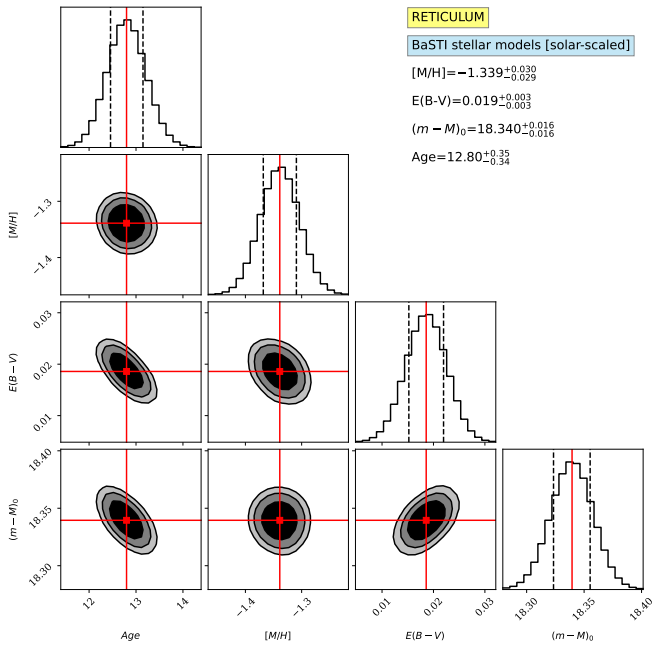 RETICULUM
BaSTI stellar models [solar-scaled]
[M/H]=−1.339+0.030−0.029
E(B-V)=0.019+0.003−0.003
(m − M)0=18.340+0.016−0.016
Age=12.80+0.35−0.34
−1.3
−1.4
[M/H]
0.03
0.02
0.01
E(B − V)
18.40
18.35
18.30
(m − M)0
12 13 14
Age
−1.4 −1.3
[M/H]
0.01 0.02 0.03
E(B − V)
18.30 18.35 18.40
(m − M)0